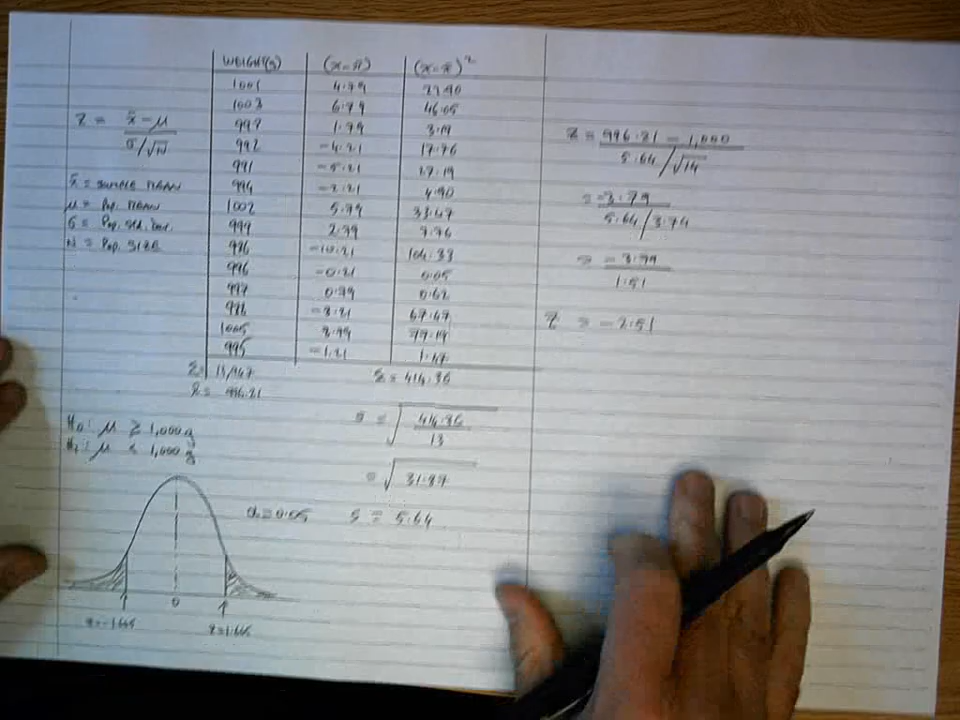 WEIGHT(g) (x-x̄) (x-x̄)²
1001 4.79 22.90
1003 6.79 46.05
997 1.79 3.19
992 -4.21 17.76
991 -5.21 27.19
994 -2.21 4.90
1002 5.79 33.47
999 2.79 7.76
986 -10.21 104.33
996 -0.21 0.05
997 0.79 0.62
988 -8.21 67.47
1005 8.79 77.19
995 -1.21 1.47
Σ= 13,947 Σ = 414.36
x̄ = 996.21
Z = x̄-μ
σ/√N
x̄ = SAMPLE MEAN
μ = Pop. MEAN
σ = Pop. Std. Dev.
N = Pop. SIZE
H₀: μ ≥ 1,000g
H₁: μ < 1,000g
α=0.05
0
z=-1.645 z=1.645
s = √ 414.36
13
= √ 31.87
s = 5.64
Z = 996.21 - 1,000
5.64/√14
= -3.79
5.64/3.74
= -3.79
1.51
Z = -2.51